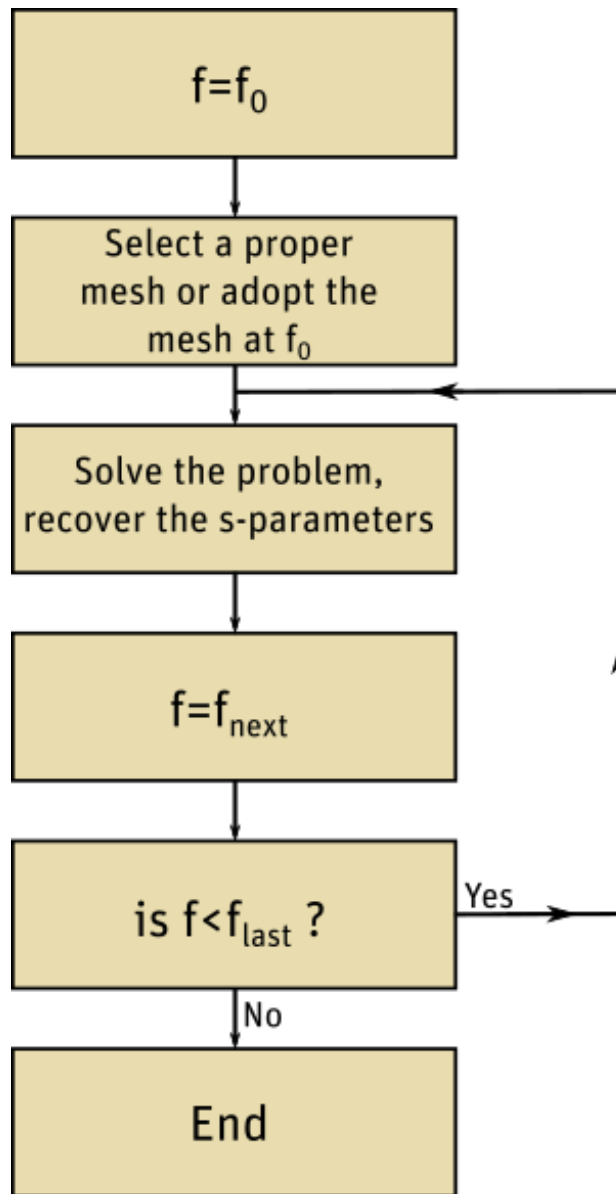 f=f₀
Select a proper
mesh or adopt the
mesh at f₀
Solve the problem,
recover the s-parameters
f=fnext
is f<flast ?
Yes
No
End